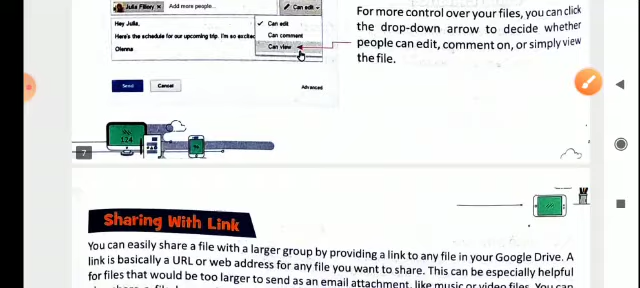 Julia Fillory × Add more people...
Can edit
Hey Julia,
Here's the schedule for our upcoming trip. I'm so excited
Olenna
✓ Can edit
Can comment
Can view
Send Cancel
Advanced
For more control over your files, you can click
the drop-down arrow to decide whether
people can edit, comment on, or simply view
the file.
7
Sharing With Link
You can easily share a file with a larger group by providing a link to any file in your Google Drive. A
link is basically a URL or web address for any file you want to share. This can be especially helpful
for files that would be too larger to send as an email attachment, like music or video files. You can